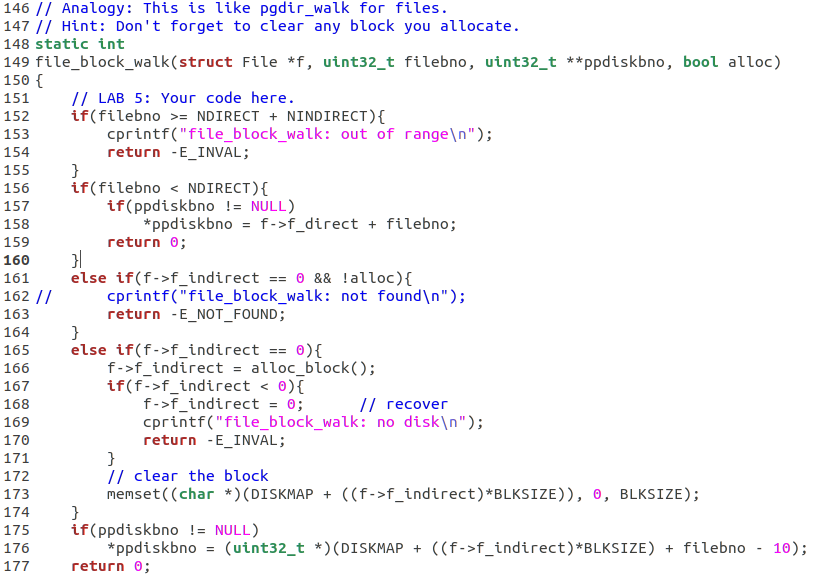 146 // Analogy: This is like pgdir_walk for files.
147 // Hint: Don't forget to clear any block you allocate.
148 static int
149 file_block_walk(struct File *f, uint32_t filebno, uint32_t **ppdiskbno, bool alloc)
150 {
151     // LAB 5: Your code here.
152     if(filebno >= NDIRECT + NINDIRECT){
153         cprintf("file_block_walk: out of range\n");
154         return -E_INVAL;
155     }
156     if(filebno < NDIRECT){
157         if(ppdiskbno != NULL)
158             *ppdiskbno = f->f_direct + filebno;
159         return 0;
160     }
161     else if(f->f_indirect == 0 && !alloc){
162 //      cprintf("file_block_walk: not found\n");
163         return -E_NOT_FOUND;
164     }
165     else if(f->f_indirect == 0){
166         f->f_indirect = alloc_block();
167         if(f->f_indirect < 0){
168             f->f_indirect = 0;      // recover
169             cprintf("file_block_walk: no disk\n");
170             return -E_INVAL;
171         }
172         // clear the block
173         memset((char *)(DISKMAP + ((f->f_indirect)*BLKSIZE)), 0, BLKSIZE);
174     }
175     if(ppdiskbno != NULL)
176         *ppdiskbno = (uint32_t *)(DISKMAP + ((f->f_indirect)*BLKSIZE) + filebno - 10);
177     return 0;